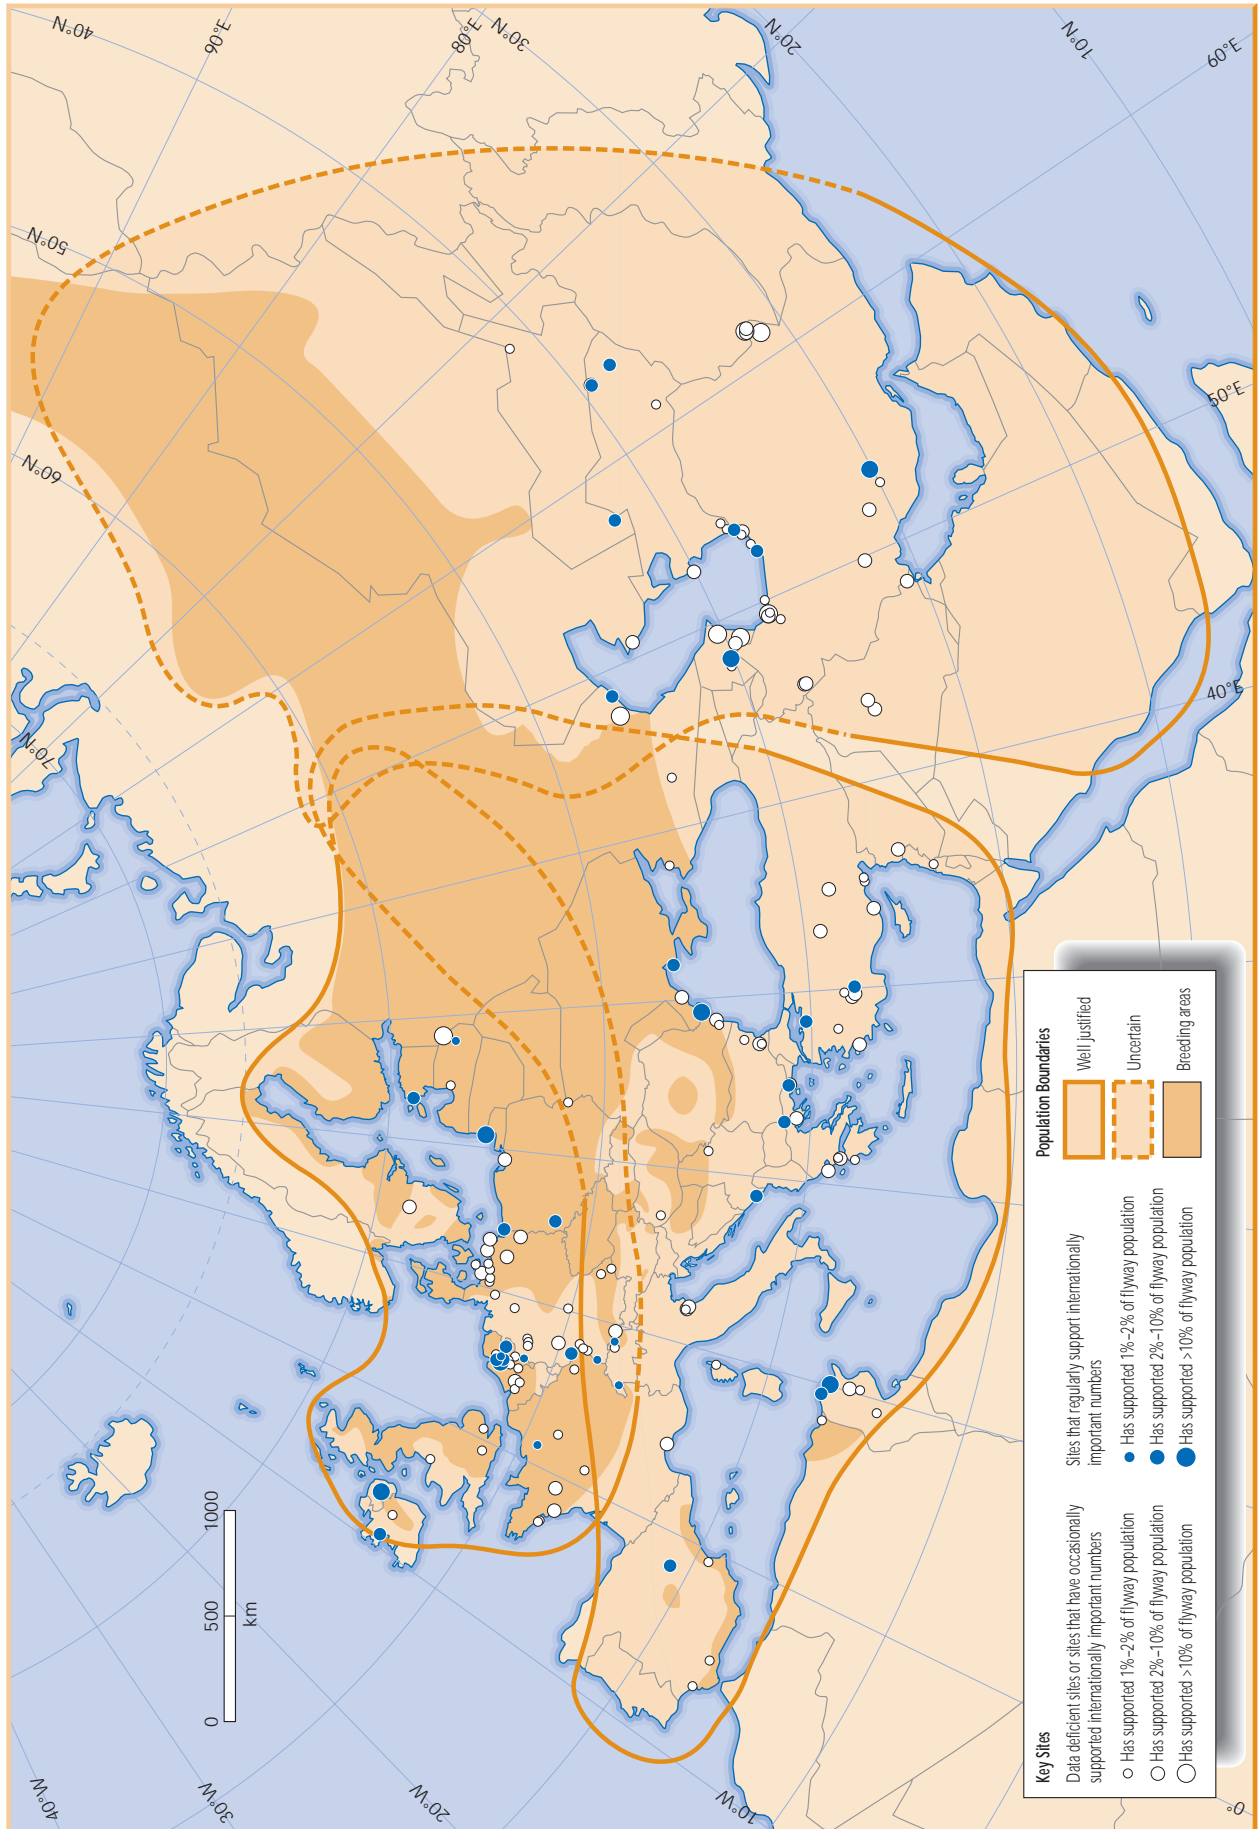 40°N
90°E
80°E
30°N
20°N
10°N
60°E
50°N
60°N
70°N
50°E
40°E
40°W
30°W
20°W
10°W
0°
0 500 1000
km
Key Sites
Data deficient sites or sites that have occasionally
supported internationally important numbers
Has supported 1%–2% of flyway population
Has supported 2%–10% of flyway population
Has supported >10% of flyway population
Sites that regularly support internationally
important numbers
Has supported 1%–2% of flyway population
Has supported 2%–10% of flyway population
Has supported >10% of flyway population
Population Boundaries
Well justified
Uncertain
Breeding areas